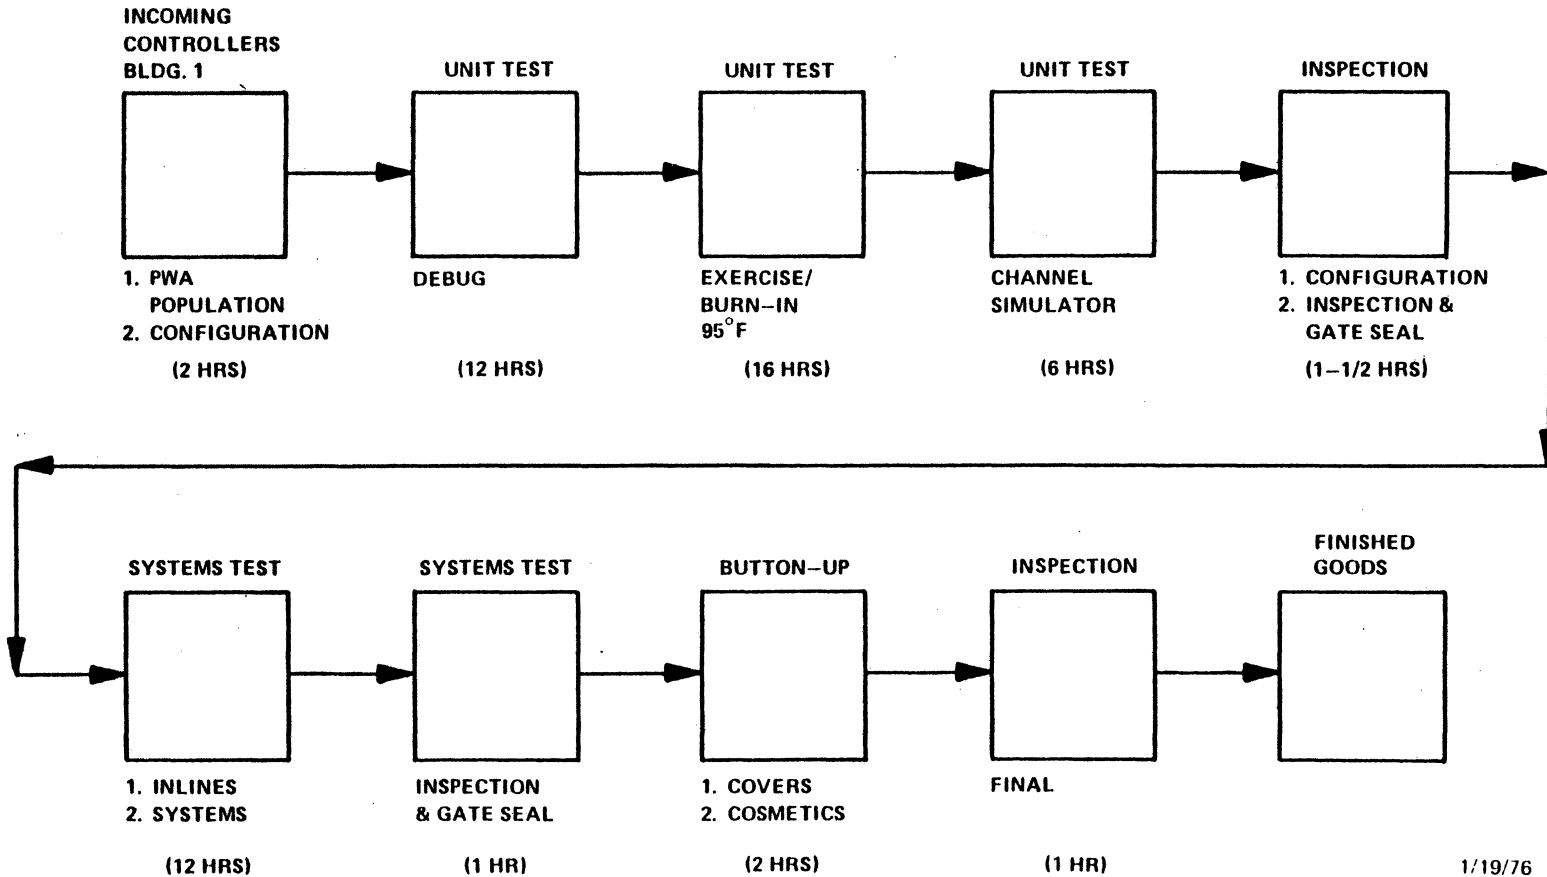 INCOMING
CONTROLLERS
BLDG. 1
UNIT TEST
UNIT TEST
UNIT TEST
INSPECTION
1. PWA
POPULATION
2. CONFIGURATION
(2 HRS)
DEBUG
(12 HRS)
EXERCISE/
BURN–IN
95°F
(16 HRS)
CHANNEL
SIMULATOR
(6 HRS)
1. CONFIGURATION
2. INSPECTION &
GATE SEAL
(1–1/2 HRS)
SYSTEMS TEST
SYSTEMS TEST
BUTTON–UP
INSPECTION
FINISHED
GOODS
1. INLINES
2. SYSTEMS
(12 HRS)
INSPECTION
& GATE SEAL
(1 HR)
1. COVERS
2. COSMETICS
(2 HRS)
FINAL
(1 HR)
1/19/76